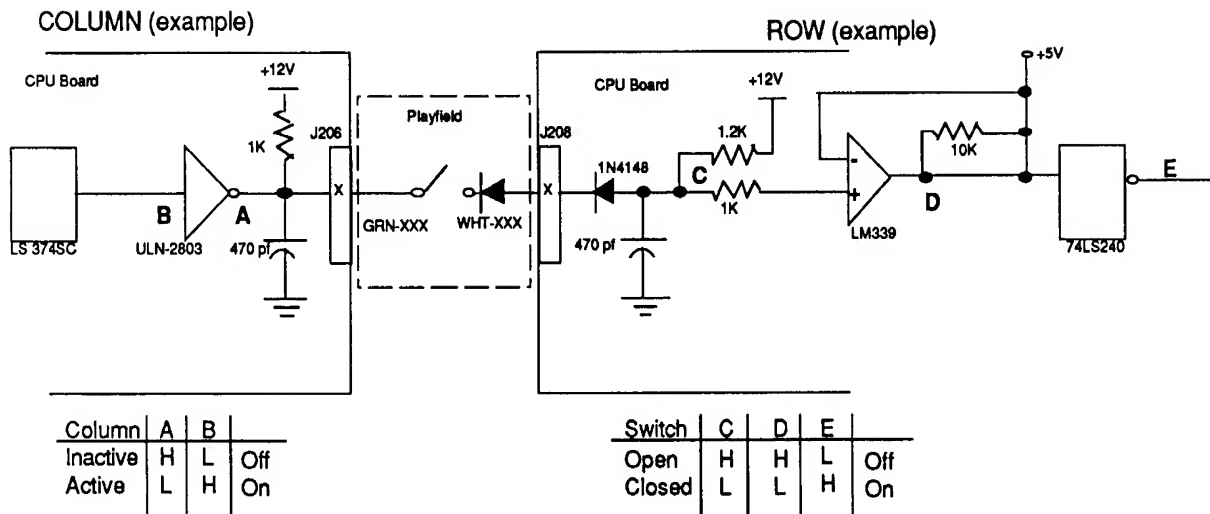 COLUMN (example)
ROW (example)
CPU Board
+12V
1K
J206
Playfield
J208
CPU Board
+12V
1.2K
+5V
10K
1N4148
C
1K
-
+
LM339
D
E
74LS240
LS 374SC
B
ULN-2803
A
470 pf
X
GRN-XXX
WHT-XXX
X
470 pf
Column A B
Inactive H L Off
Active L H On
Switch C D E
Open H H L Off
Closed L L H On